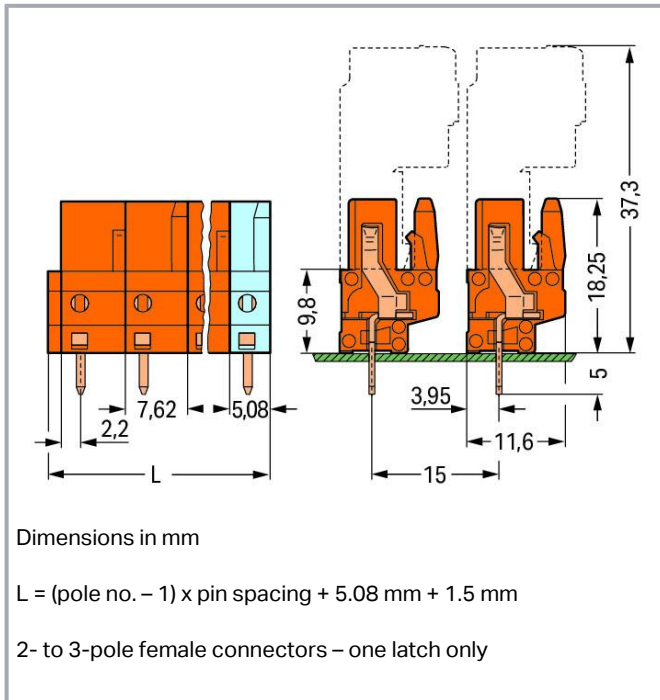 37,3
18,25
9,8
5
7,62
5,08
3,95
2,2
11,6
L
15
Dimensions in mm
L = (pole no. – 1) x pin spacing + 5.08 mm + 1.5 mm
2- to 3-pole female connectors – one latch only